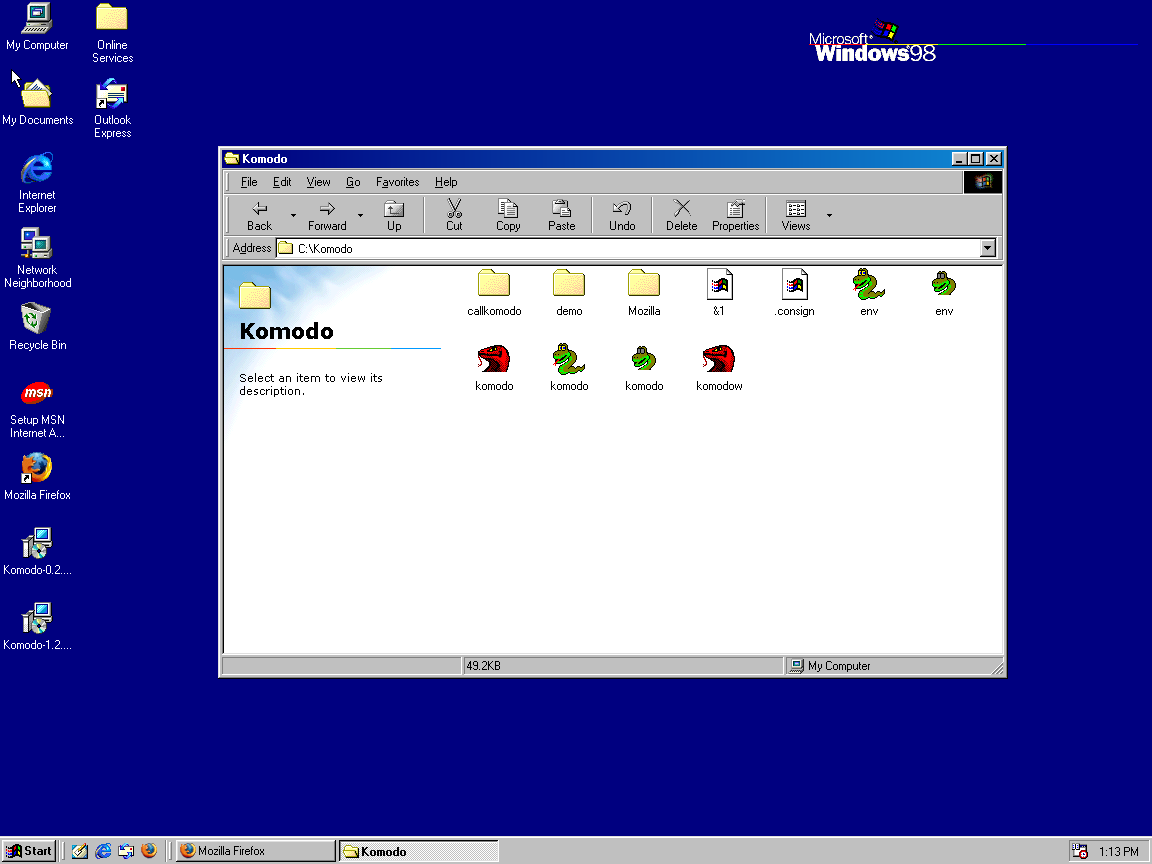 My Computer
Online
Services
Microsoft®
Windows®98
My Documents
Outlook
Express
Internet
Explorer
Network
Neighborhood
Recycle Bin
msn
Setup MSN
Internet A...
Mozilla Firefox
Komodo-0.2....
Komodo-1.2....
Komodo
File Edit View Go Favorites Help
Back Forward Up Cut Copy Paste Undo Delete Properties Views
Address C:\Komodo
Komodo
Select an item to view its
description.
callkomodo demo Mozilla &1 .consign env env
komodo komodo komodo komodow
49.2KB My Computer
Start Mozilla Firefox Komodo 1:13 PM